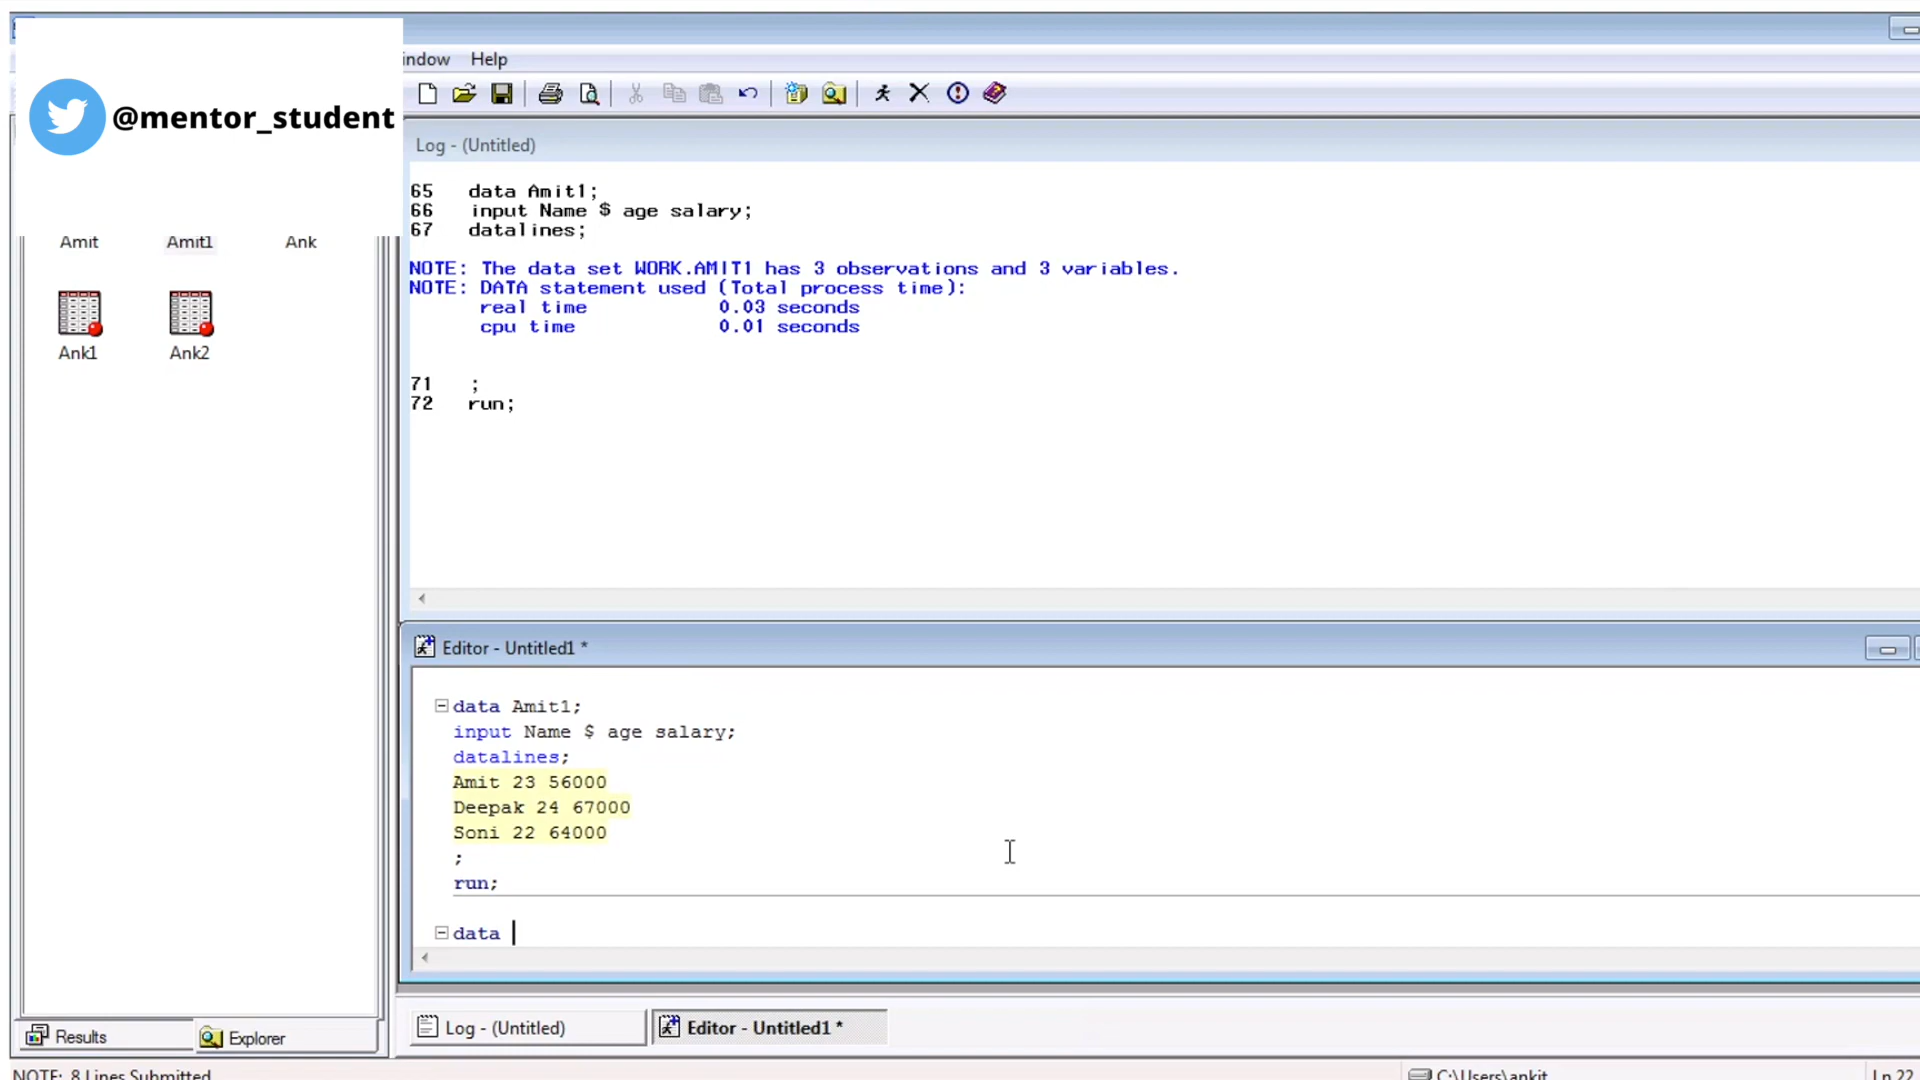 @mentor_student
indow Help
Log - (Untitled)
65 data Amit1;
66 input Name $ age salary;
67 datalines;
NOTE: The data set WORK.AMIT1 has 3 observations and 3 variables.
NOTE: DATA statement used (Total process time):
real time 0.03 seconds
cpu time 0.01 seconds
71 ;
72 run;
Amit Amit1 Ank
Ank1 Ank2
Editor - Untitled1 *
data Amit1;
input Name $ age salary;
datalines;
Amit 23 56000
Deepak 24 67000
Soni 22 64000
;
run;
data
Results Explorer
Log - (Untitled) Editor - Untitled1 *
NOTE: 8 Lines Submitted. C:\Users\ankit Ln 22